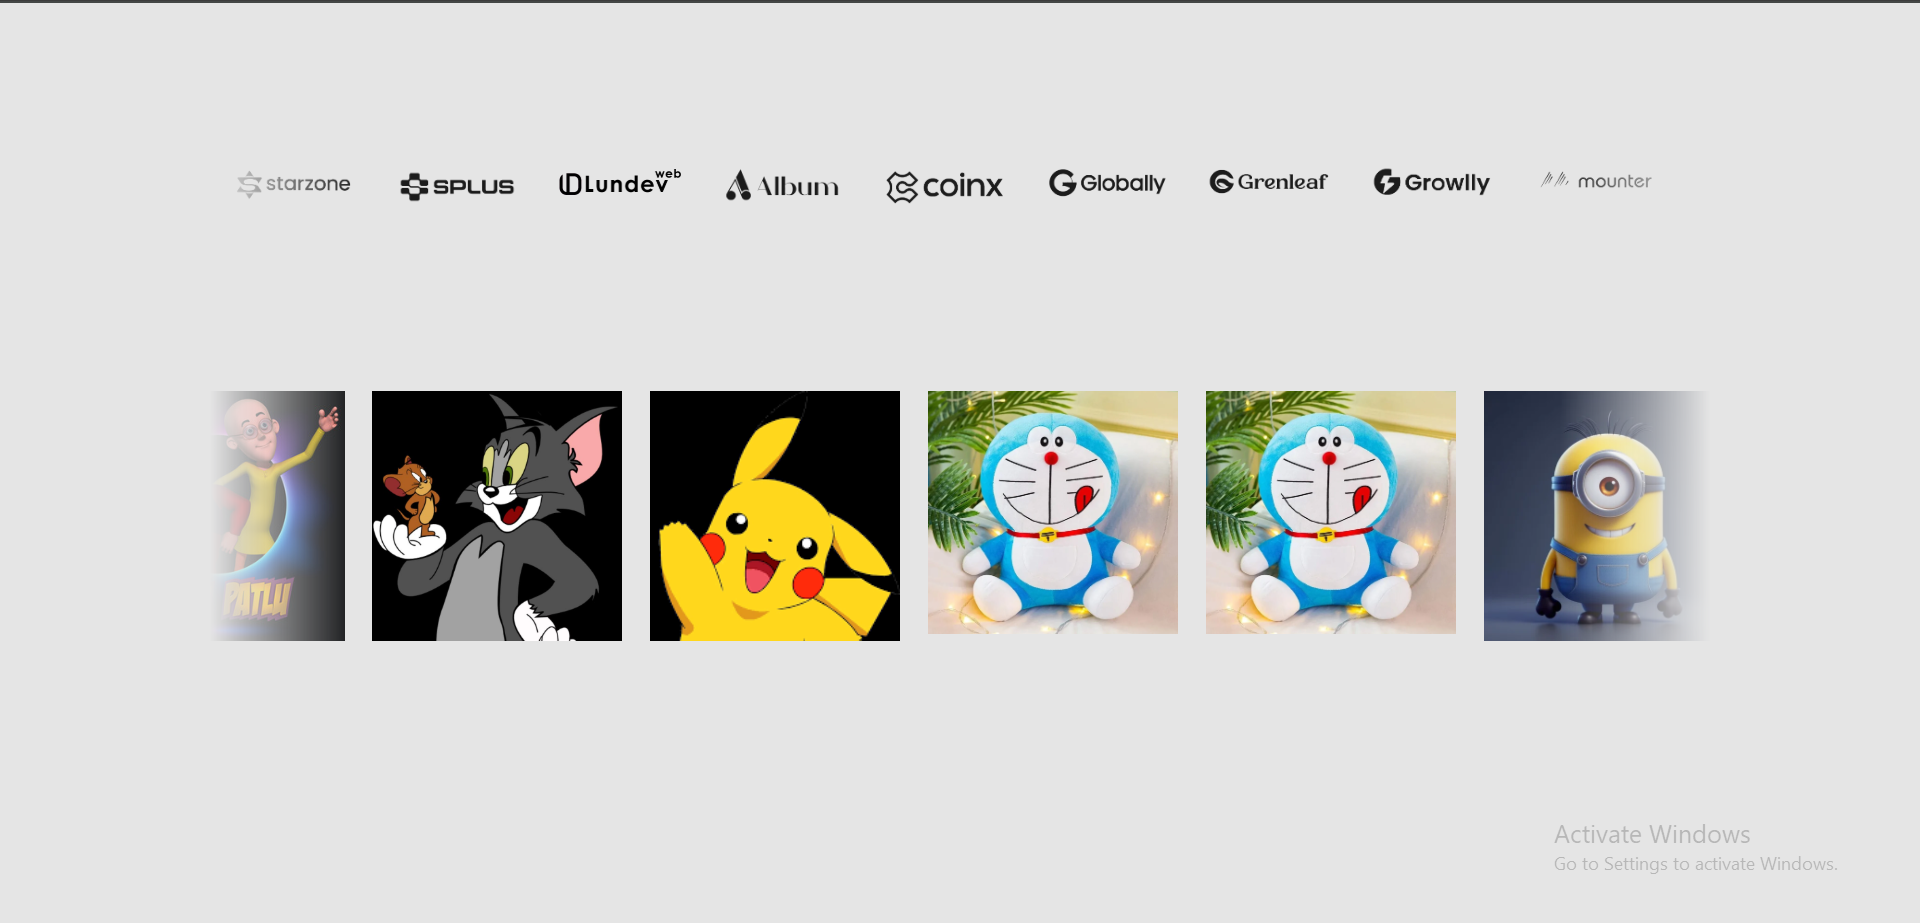 starzone
SPLUS
Lundev web
Album
coinx
Globally
Grenleaf
Growlly
mounter
PATLU
Activate Windows
Go to Settings to activate Windows.